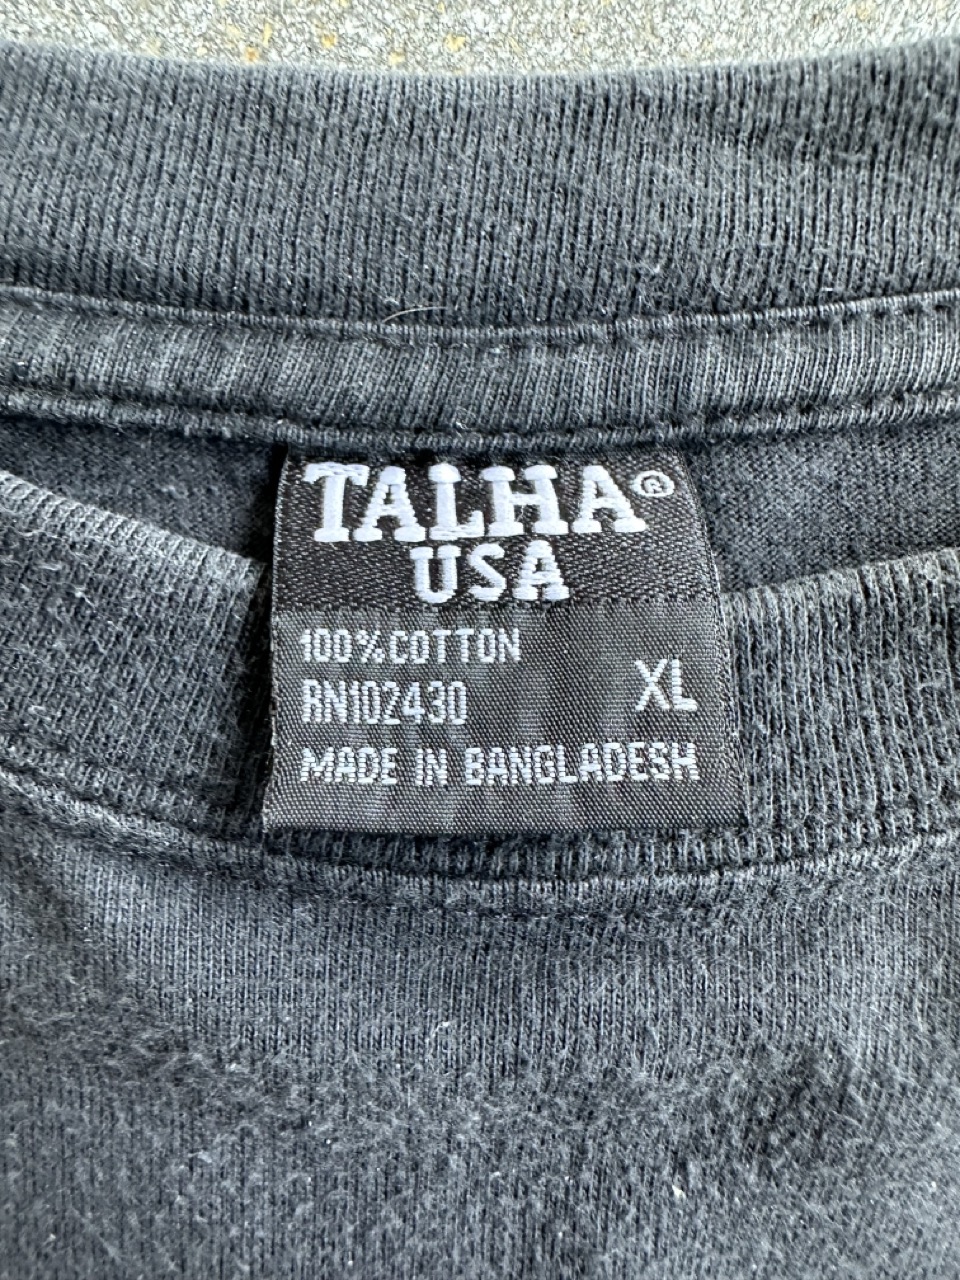 TALHA®
USA
100% COTTON
RN102430
XL
MADE IN BANGLADESH